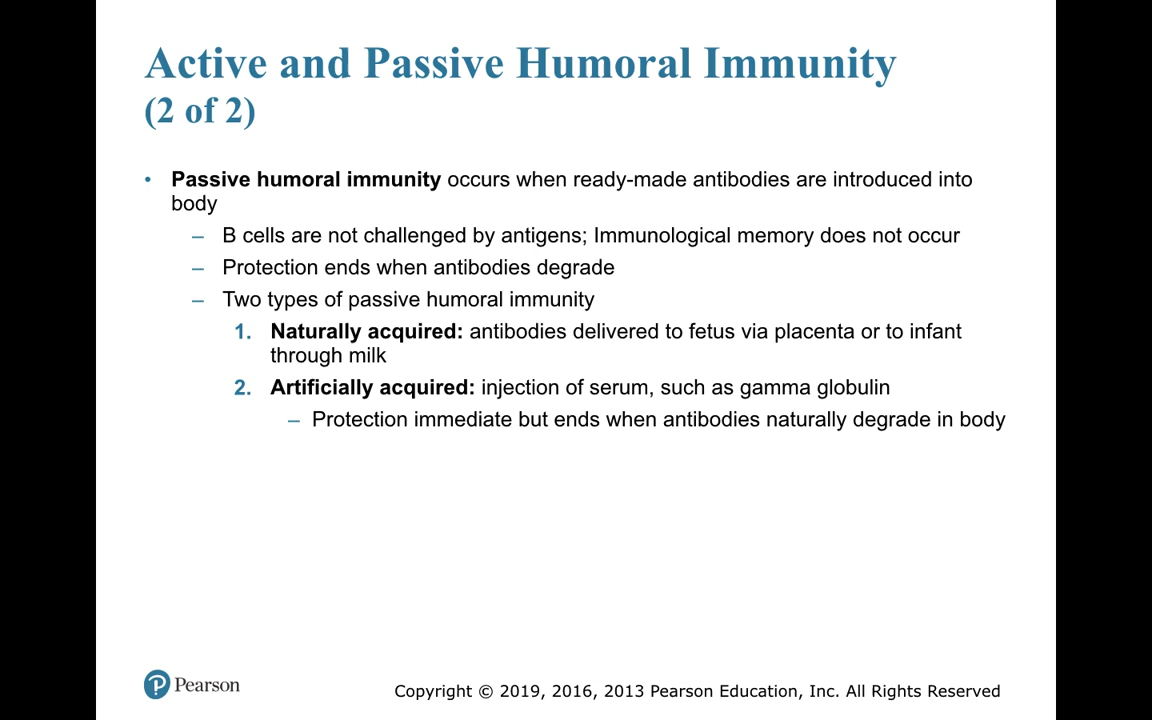 Active and Passive Humoral Immunity
(2 of 2)
• Passive humoral immunity occurs when ready-made antibodies are introduced into
body
– B cells are not challenged by antigens; Immunological memory does not occur
– Protection ends when antibodies degrade
– Two types of passive humoral immunity
1. Naturally acquired: antibodies delivered to fetus via placenta or to infant
through milk
2. Artificially acquired: injection of serum, such as gamma globulin
– Protection immediate but ends when antibodies naturally degrade in body
Pearson
Copyright © 2019, 2016, 2013 Pearson Education, Inc. All Rights Reserved